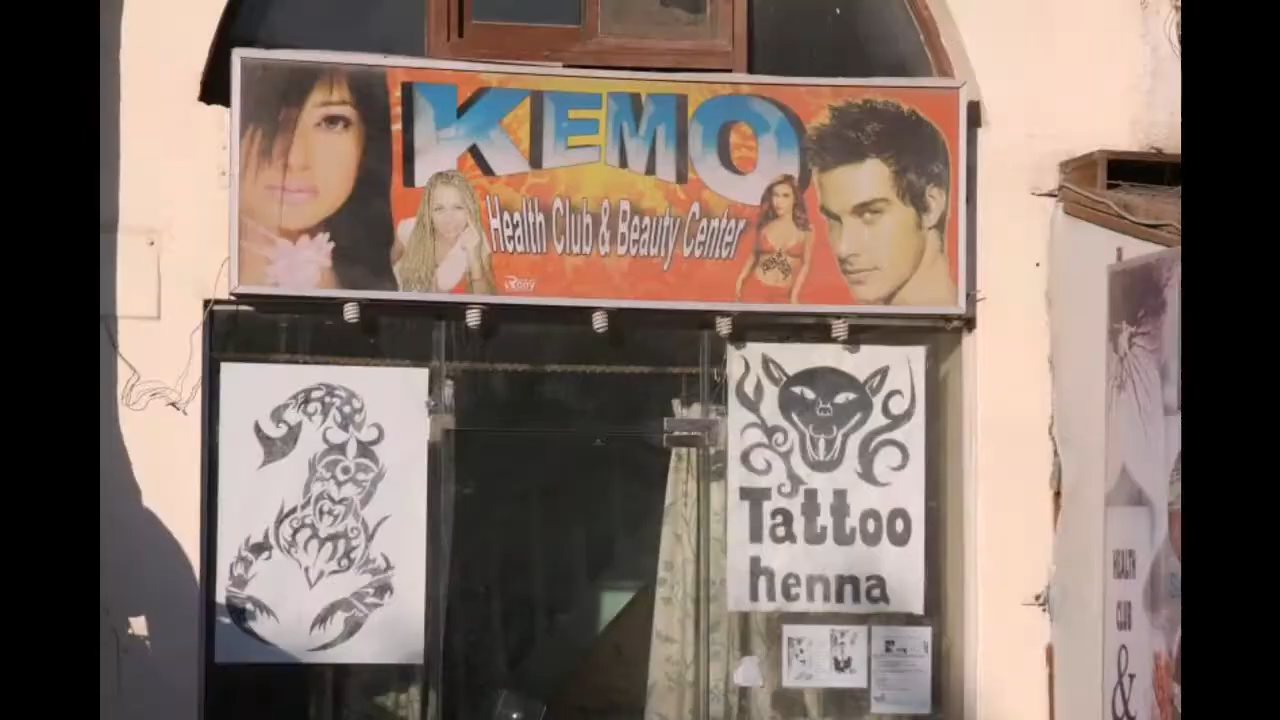 KEMO
Health Club & Beauty Center
Tattoo
henna
HEALTH
CLUB
&